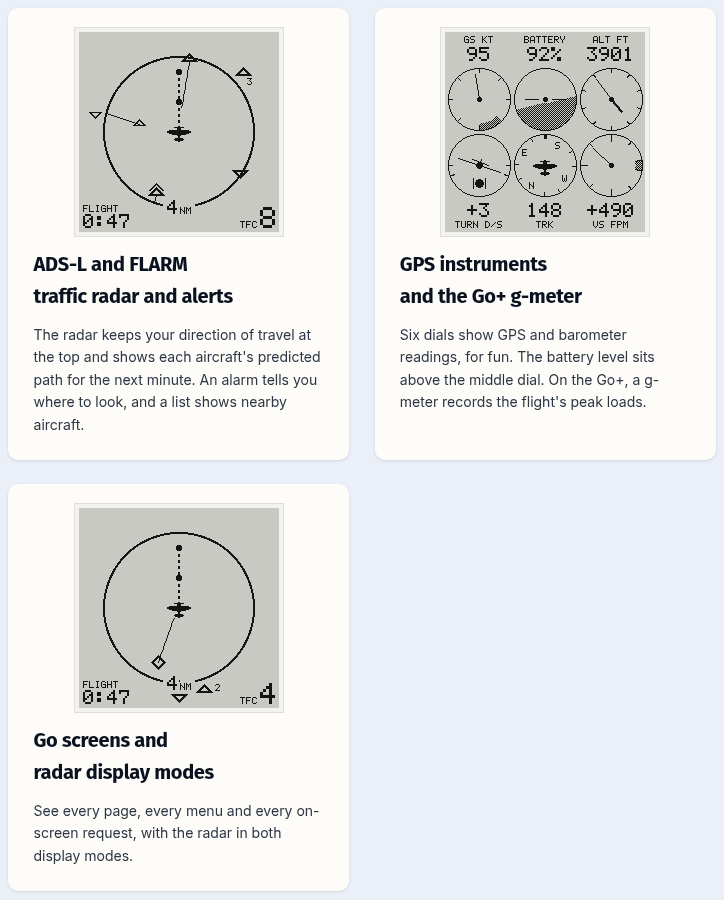 3
FLIGHT
0:47
4NM
TFC8
ADS-L and FLARM
traffic radar and alerts
The radar keeps your direction of travel at
the top and shows each aircraft's predicted
path for the next minute. An alarm tells you
where to look, and a list shows nearby
aircraft.
GS KT BATTERY ALT FT
95 92% 3901
E S
N W
+3 148 +490
TURN D/S TRK VS FPM
GPS instruments
and the Go+ g-meter
Six dials show GPS and barometer
readings, for fun. The battery level sits
above the middle dial. On the Go+, a g-
meter records the flight's peak loads.
FLIGHT
0:47
4NM
2
TFC4
Go screens and
radar display modes
See every page, every menu and every on-
screen request, with the radar in both
display modes.